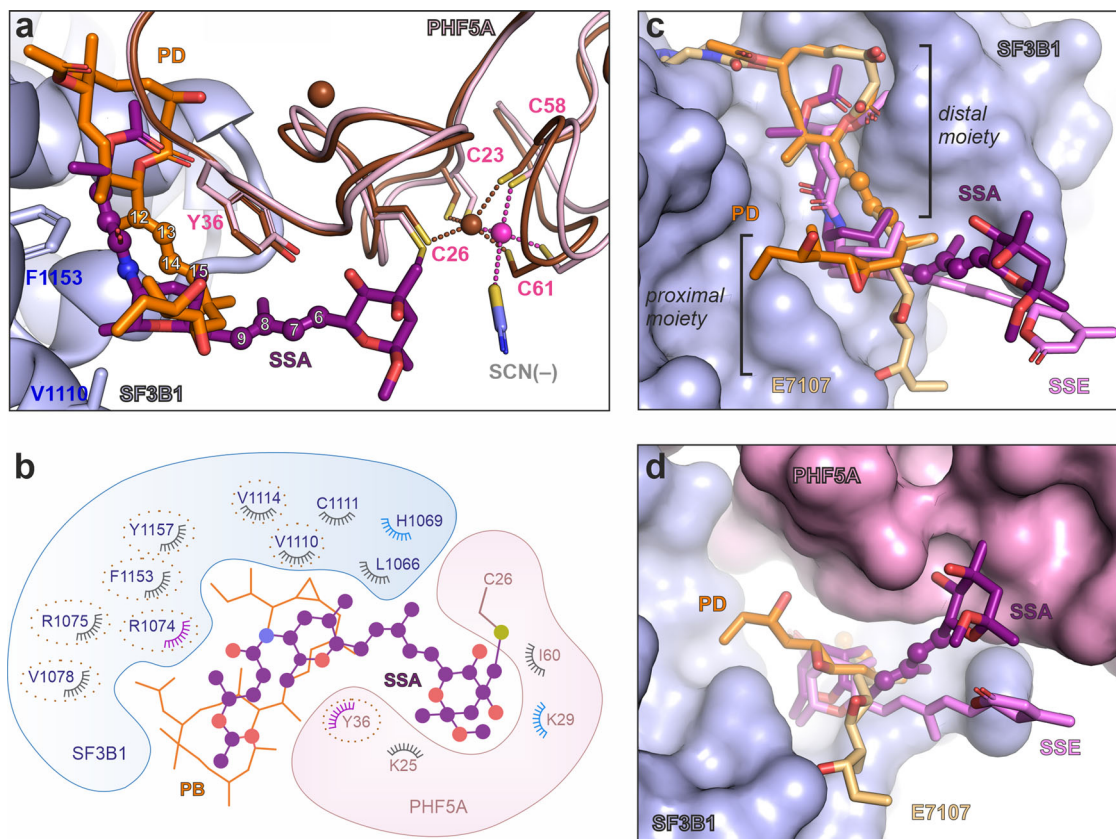 a
PD
PHF5A
C58
C23
12
13
Y36
14
15
C26
C61
F1153
9
8
7
6
SSA
SCN(–)
V1110
SF3B1
c
SF3B1
distal
moiety
SSA
PD
proximal
moiety
E7107
SSE
b
V1114
C1111
Y1157
H1069
V1110
F1153
L1066
C26
R1075
R1074
I60
V1078
SSA
Y36
K29
SF3B1
K25
PB
PHF5A
d
PHF5A
PD
SSA
SSE
E7107
SF3B1